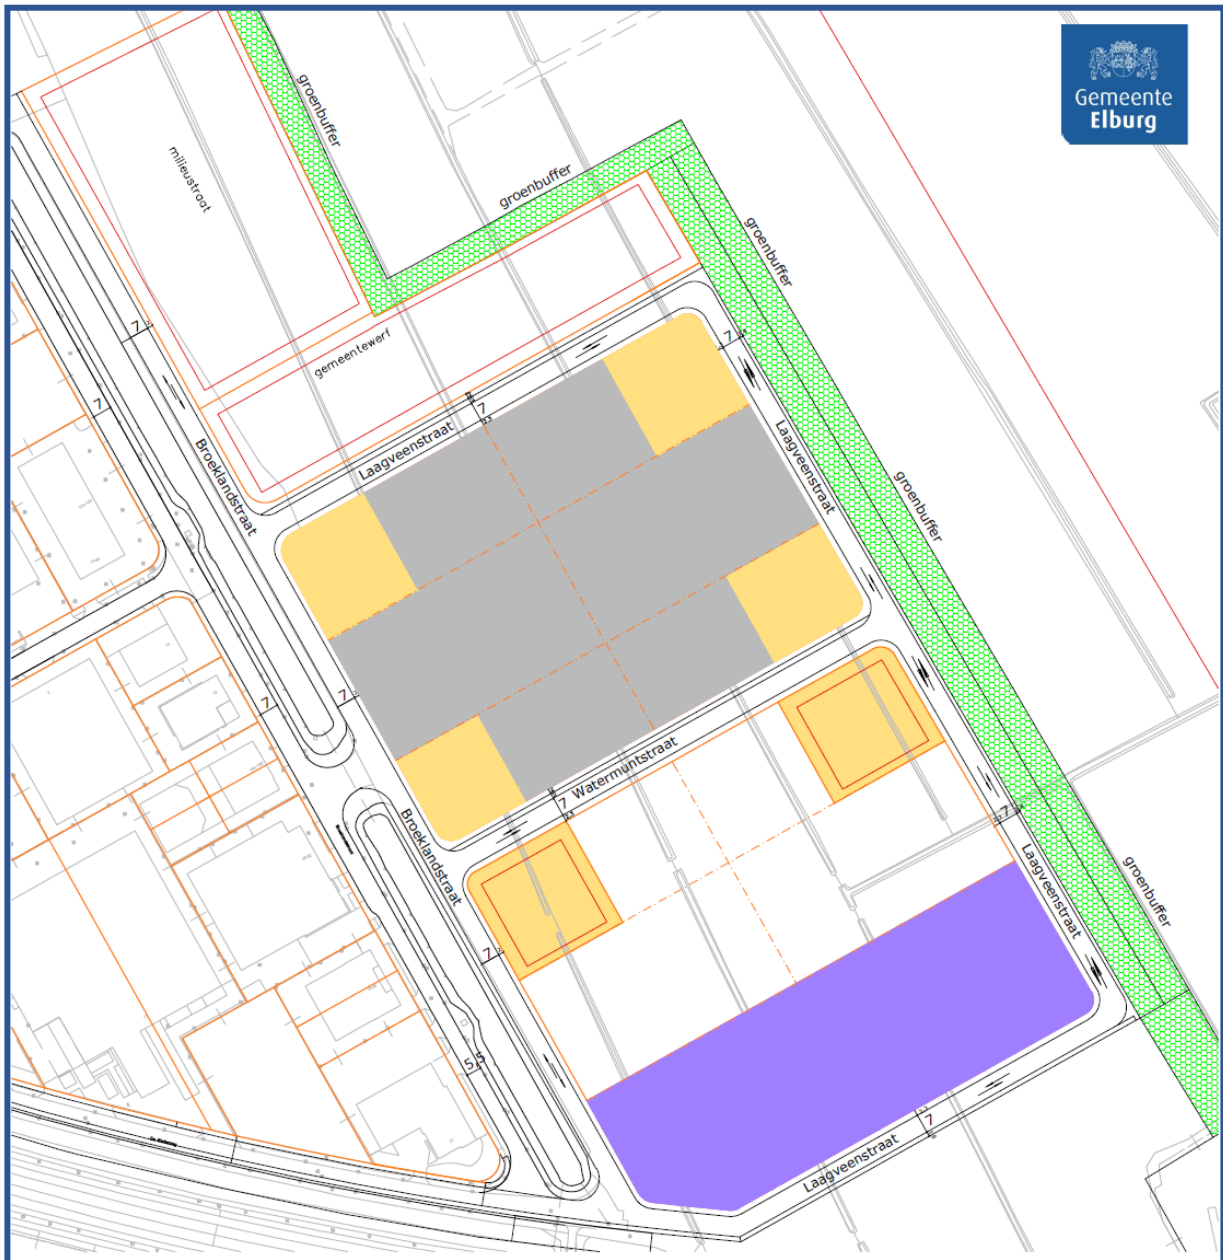 Gemeente
Elburg
groenbuffer
milieustraat
groenbuffer
groenbuffer
7
7
gemeentewerf
7
7
Laagveenstraat
Laagveenstraat
Broeklandstraat
groenbuffer
7
7
Watermuntstraat
7
Broeklandstraat
7
Laagveenstraat
groenbuffer
7
5,5
7
Laagveenstraat